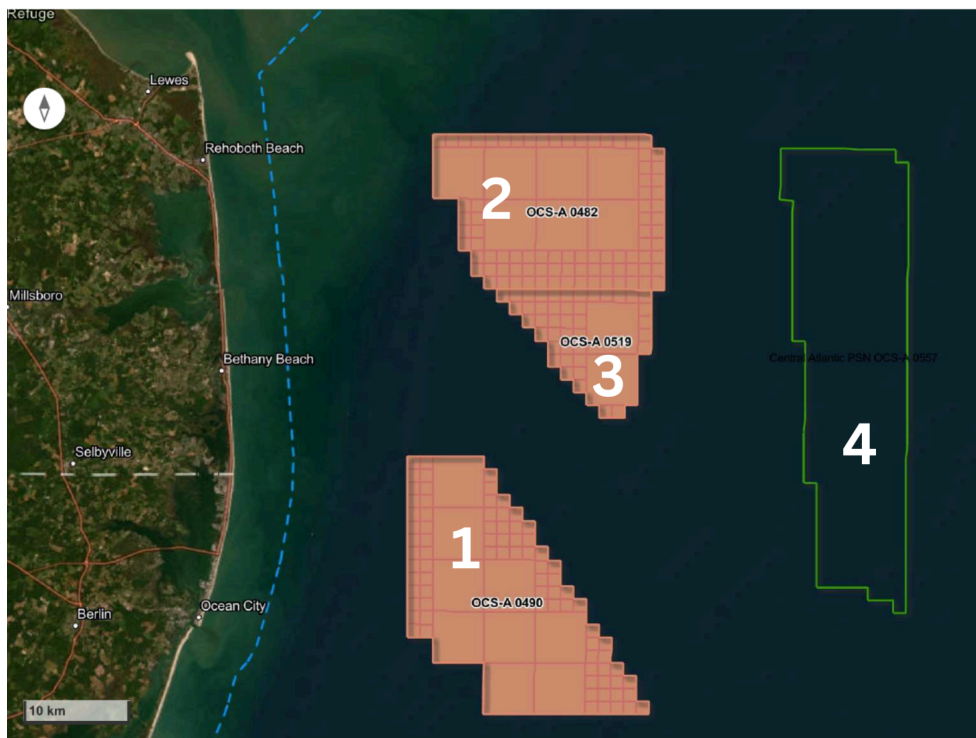 Refuge
Lewes
Rehoboth Beach
2
OCS-A 0482
Millsboro
OCS-A 0519
Bethany Beach
Central Atlantic PSN OCS-A 0557
3
4
Selbyville
1
OCS-A 0490
Ocean City
Berlin
10 km